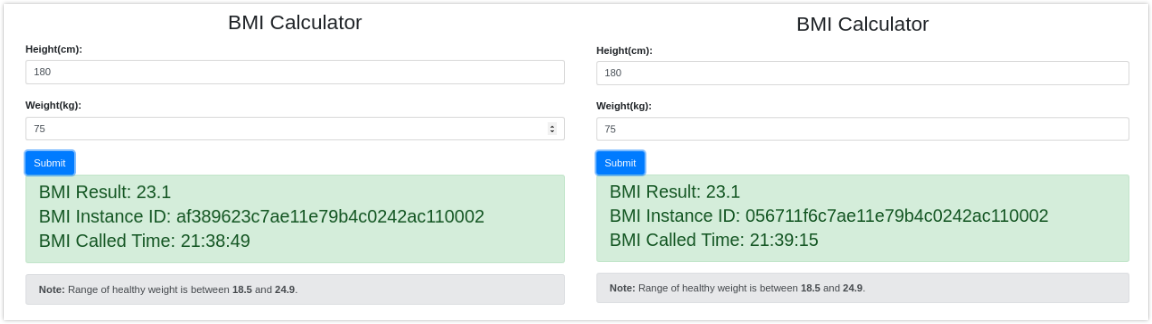 BMI Calculator
Height(cm):
180
Weight(kg):
75
Submit
BMI Result: 23.1
BMI Instance ID: af389623c7ae11e79b4c0242ac110002
BMI Called Time: 21:38:49
Note: Range of healthy weight is between 18.5 and 24.9.
BMI Calculator
Height(cm):
180
Weight(kg):
75
Submit
BMI Result: 23.1
BMI Instance ID: 056711f6c7ae11e79b4c0242ac110002
BMI Called Time: 21:39:15
Note: Range of healthy weight is between 18.5 and 24.9.